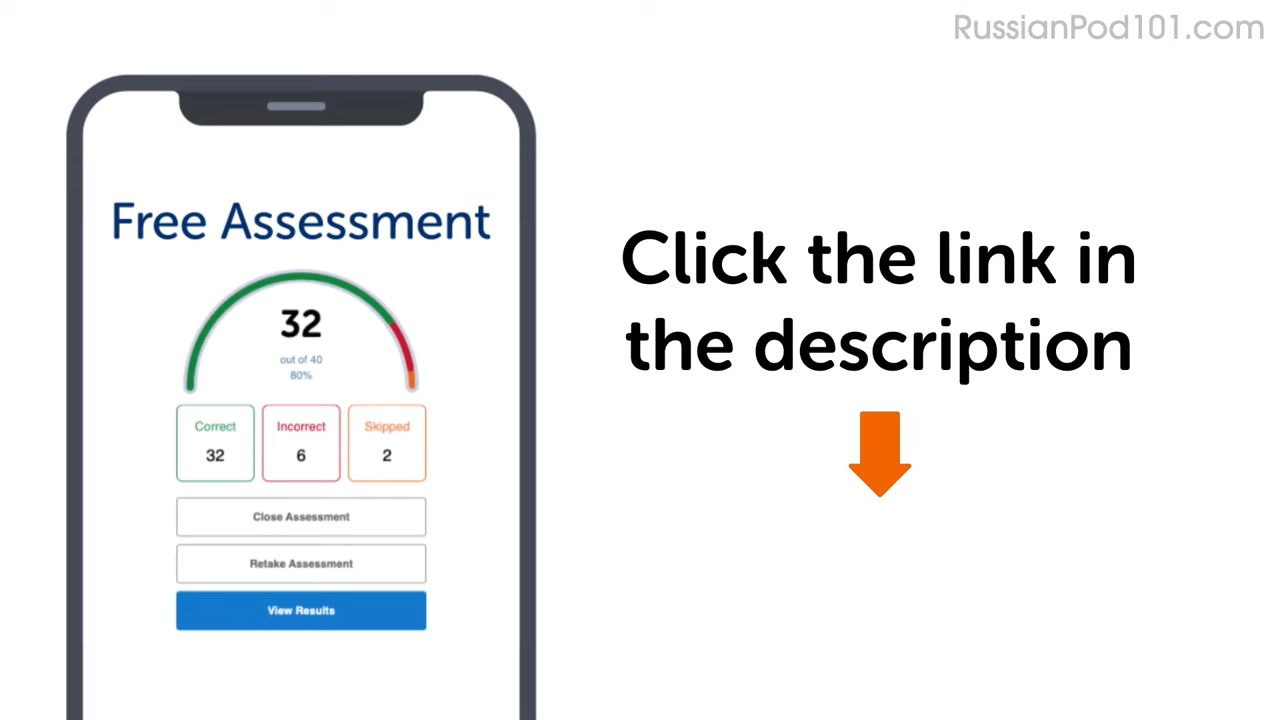 RussianPod101.com
Free Assessment
32
out of 40
80%
Correct
32
Incorrect
6
Skipped
2
Close Assessment
Retake Assessment
View Results
Click the link in
the description